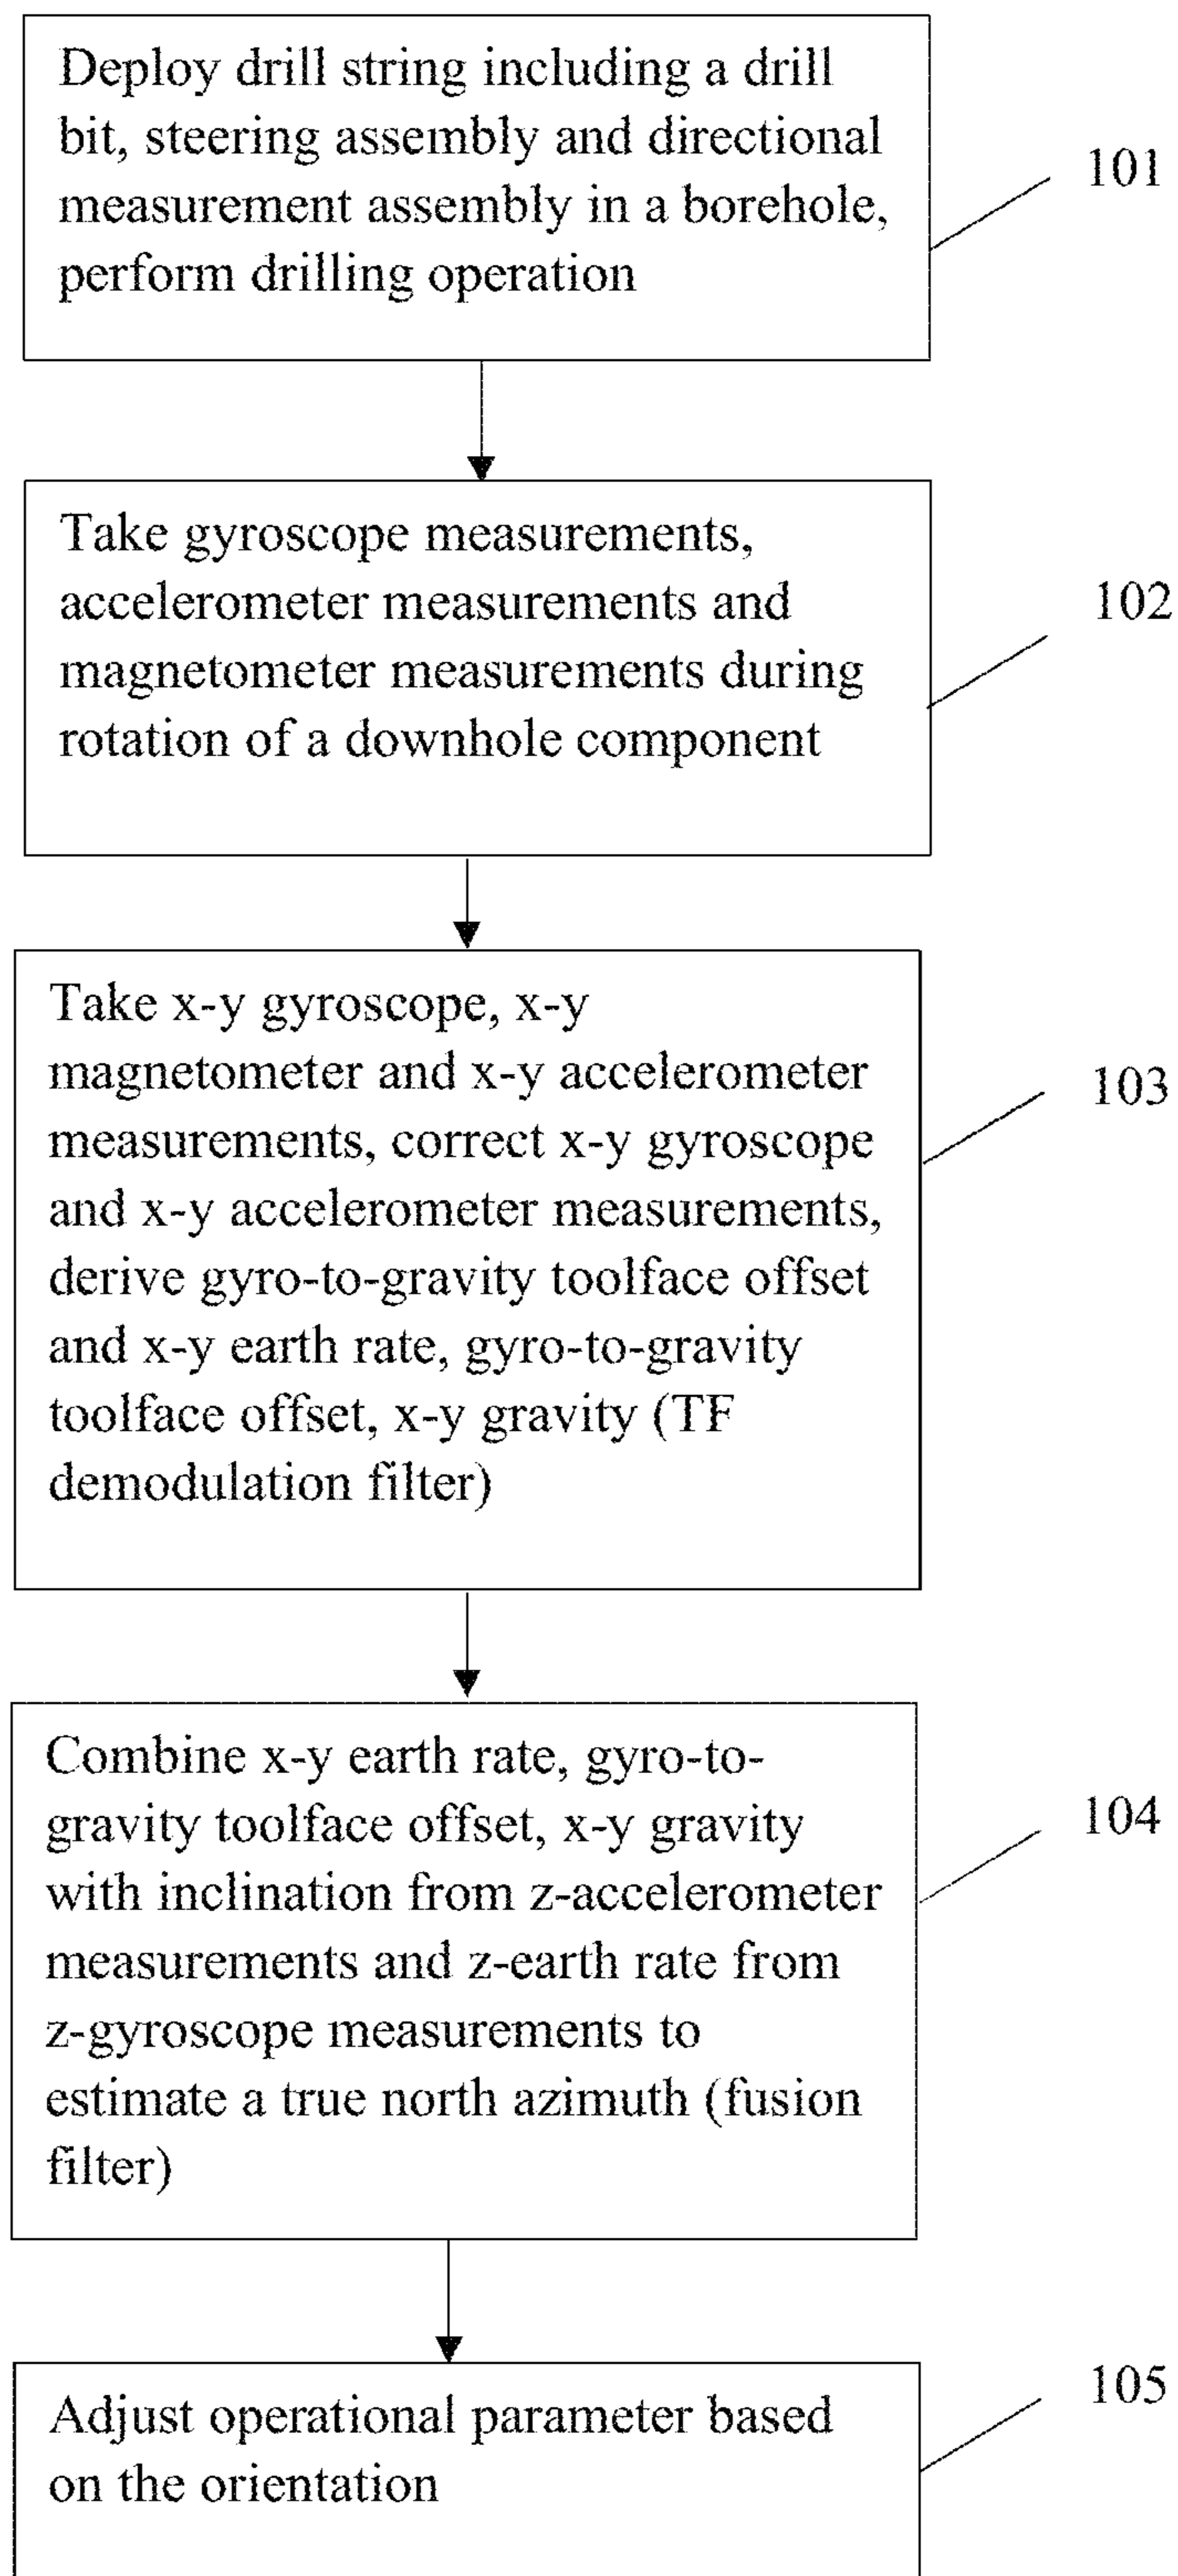 Deploy drill string including a drill
bit, steering assembly and directional
measurement assembly in a borehole,
perform drilling operation
101
Take gyroscope measurements,
accelerometer measurements and
magnetometer measurements during
rotation of a downhole component
102
Take x-y gyroscope, x-y
magnetometer and x-y accelerometer
measurements, correct x-y gyroscope
and x-y accelerometer measurements,
derive gyro-to-gravity toolface offset
and x-y earth rate, gyro-to-gravity
toolface offset, x-y gravity (TF
demodulation filter)
103
Combine x-y earth rate, gyro-to-
gravity toolface offset, x-y gravity
with inclination from z-accelerometer
measurements and z-earth rate from
z-gyroscope measurements to
estimate a true north azimuth (fusion
filter)
104
Adjust operational parameter based
on the orientation
105